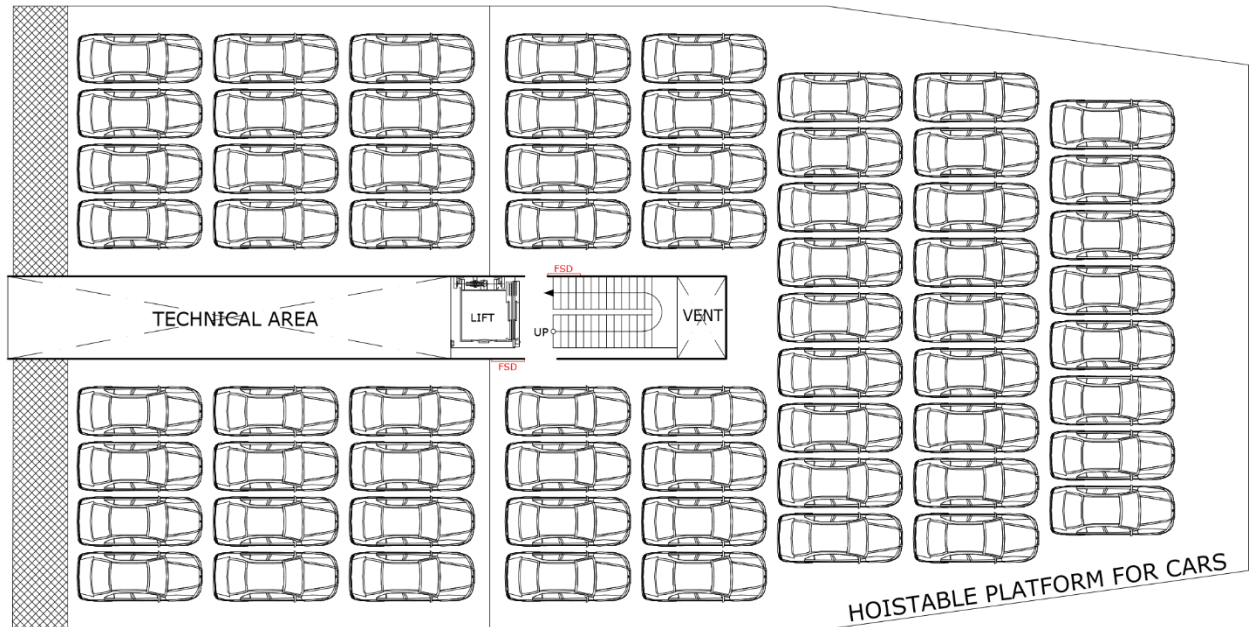 FSD
TECHNICAL AREA
LIFT
UP
VENT
FSD
HOISTABLE PLATFORM FOR CARS